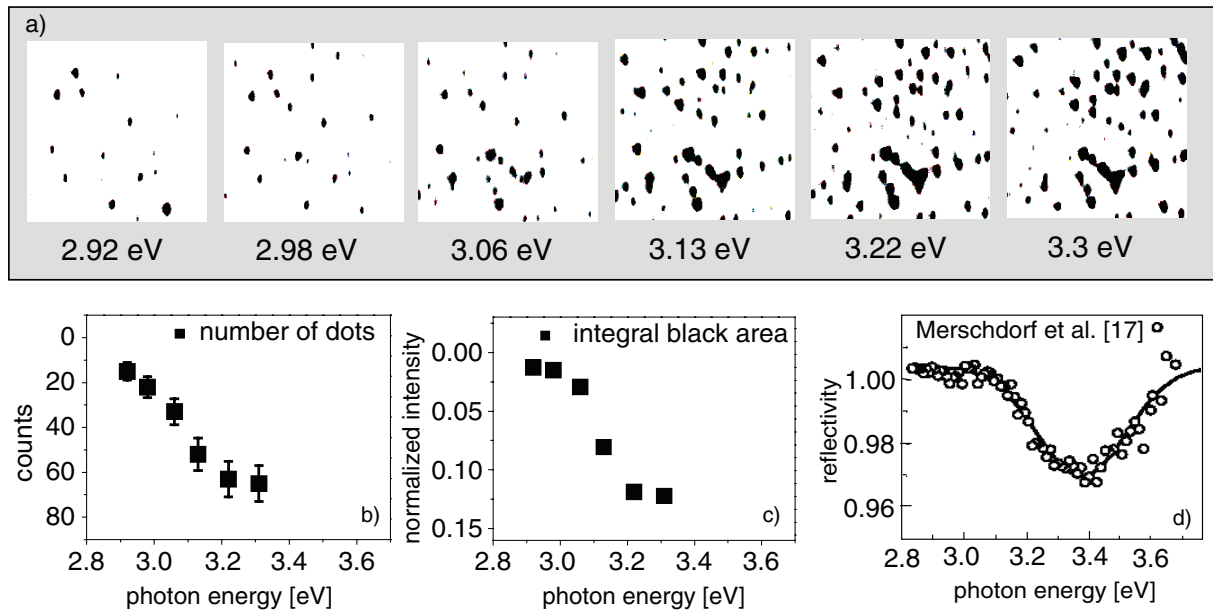 a)
2.92 eV 2.98 eV 3.06 eV 3.13 eV 3.22 eV 3.3 eV
number of dots
0
20
40
60
80
counts
b)
2.8 3.0 3.2 3.4 3.6
photon energy [eV]
integral black area
0.00
0.05
0.10
0.15
normalized intensity
c)
2.8 3.0 3.2 3.4 3.6
photon energy [eV]
Merschdorf et al. [17]
1.00
0.98
0.96
reflectivity
d)
2.8 3.0 3.2 3.4 3.6
photon energy [eV]